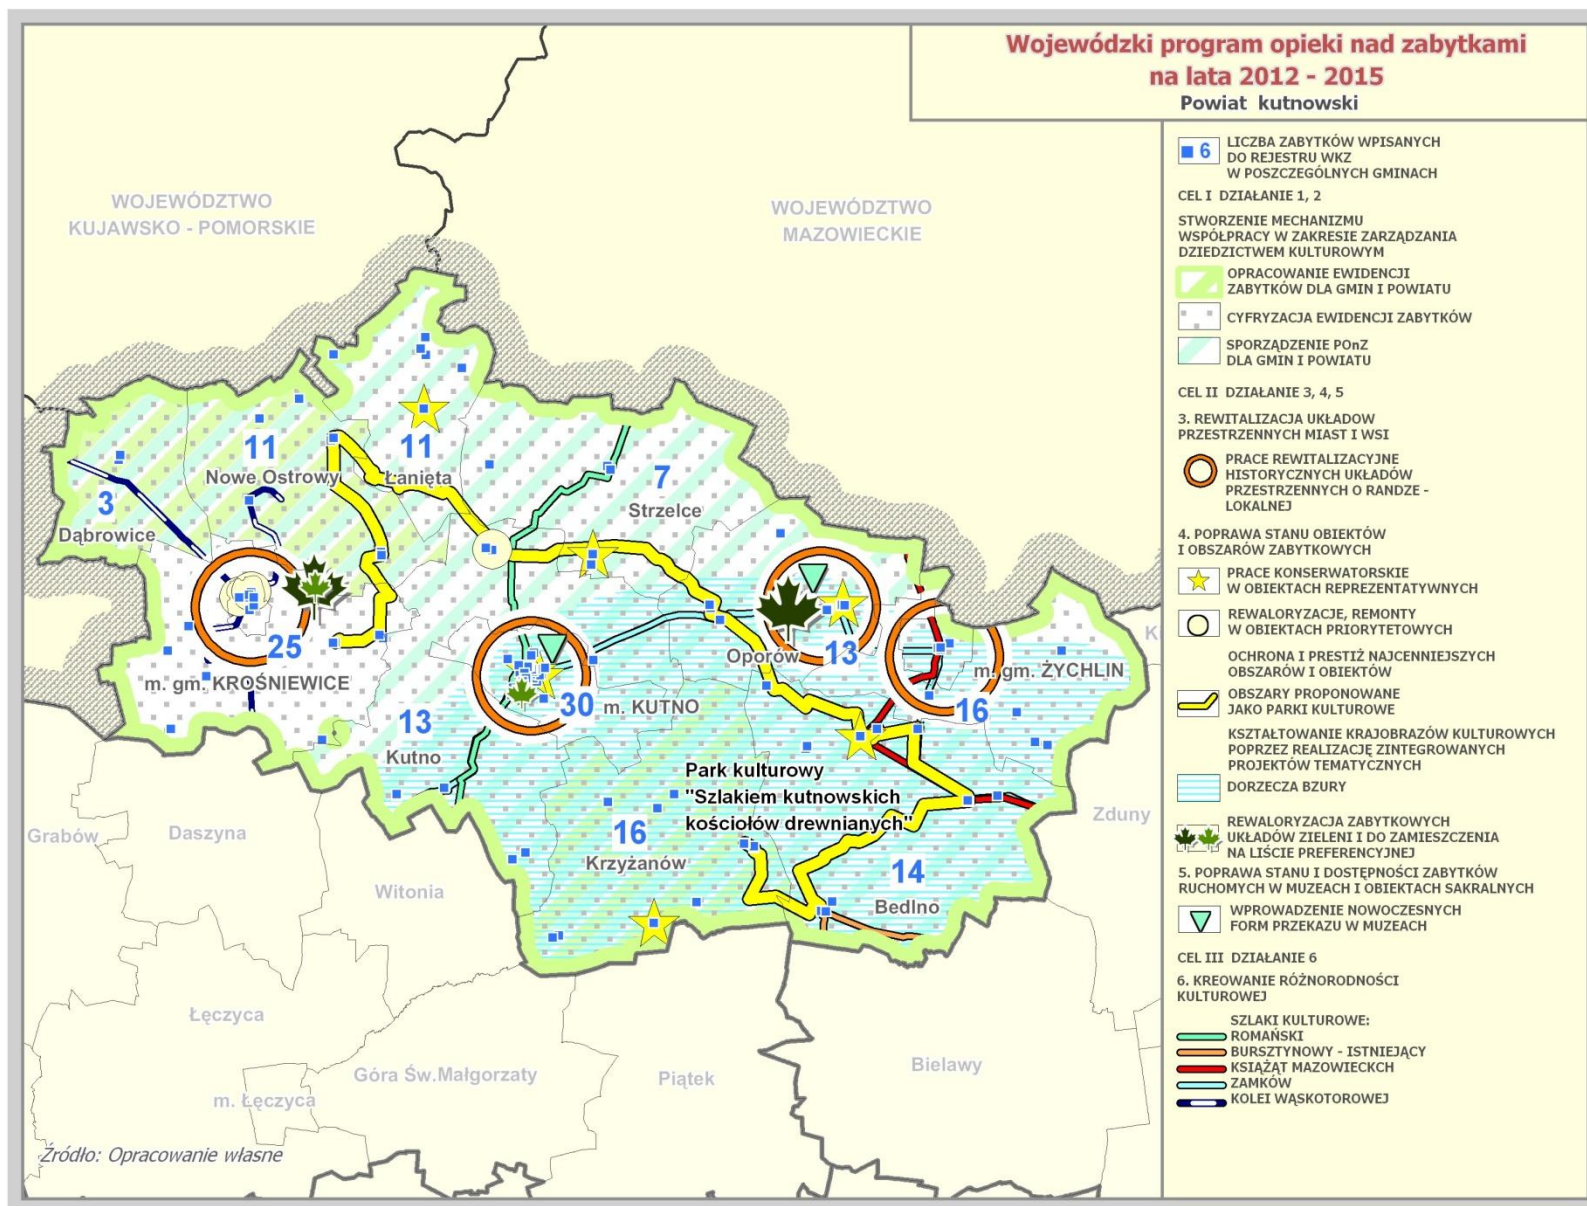 Wojewódzki program opieki nad zabytkami
na lata 2012 - 2015
Powiat kutnowski
WOJEWÓDZTWO
KUJAWSKO - POMORSKIE
WOJEWÓDZTWO
MAZOWIECKIE
11
Nowe Ostrowy
11
Łanięta
7
Strzelce
3
Dąbrowice
25
m. gm. KROŚNIEWICE
13
Kutno
30
m. KUTNO
Oporów
13
m. gm. ŻYCHLIN
16
K
Park kulturowy
"Szlakiem kutnowskich
kościołów drewnianych"
16
Krzyżanów
14
Bedlno
Grabów
Daszyna
Witonia
Zduny
Łęczyca
m. Łęczyca
Góra Św.Małgorzaty
Piątek
Bielawy
Źródło: Opracowanie własne
6
LICZBA ZABYTKÓW WPISANYCH
DO REJESTRU WKZ
W POSZCZEGÓLNYCH GMINACH
CEL I DZIAŁANIE 1, 2
STWORZENIE MECHANIZMU
WSPÓŁPRACY W ZAKRESIE ZARZĄDZANIA
DZIEDZICTWEM KULTUROWYM
OPRACOWANIE EWIDENCJI
ZABYTKÓW DLA GMIN I POWIATU
CYFRYZACJA EWIDENCJI ZABYTKÓW
SPORZĄDZENIE POnZ
DLA GMIN I POWIATU
CEL II DZIAŁANIE 3, 4, 5
3. REWITALIZACJA UKŁADOW
PRZESTRZENNYCH MIAST I WSI
PRACE REWITALIZACYJNE
HISTORYCZNYCH UKŁADÓW
PRZESTRZENNYCH O RANDZE -
LOKALNEJ
4. POPRAWA STANU OBIEKTÓW
I OBSZARÓW ZABYTKOWYCH
PRACE KONSERWATORSKIE
W OBIEKTACH REPREZENTATYWNYCH
REWALORYZACJE, REMONTY
W OBIEKTACH PRIORYTETOWYCH
OCHRONA I PRESTIŻ NAJCENNIEJSZYCH
OBSZARÓW I OBIEKTÓW
OBSZARY PROPONOWANE
JAKO PARKI KULTUROWE
KSZTAŁTOWANIE KRAJOBRAZÓW KULTUROWYCH
POPRZEZ REALIZACJĘ ZINTEGROWANYCH
PROJEKTÓW TEMATYCZNYCH
DORZECZA BZURY
REWALORYZACJA ZABYTKOWYCH
UKŁADÓW ZIELENI I DO ZAMIESZCZENIA
NA LIŚCIE PREFERENCYJNEJ
5. POPRAWA STANU I DOSTĘPNOŚCI ZABYTKÓW
RUCHOMYCH W MUZEACH I OBIEKTACH SAKRALNYCH
WPROWADZENIE NOWOCZESNYCH
FORM PRZEKAZU W MUZEACH
CEL III DZIAŁANIE 6
6. KREOWANIE RÓŻNORODNOŚCI
KULTUROWEJ
SZLAKI KULTUROWE:
ROMAŃSKI
BURSZTYNOWY - ISTNIEJĄCY
KSIĄŻĄT MAZOWIECKCH
ZAMKÓW
KOLEI WĄSKOTOROWEJ